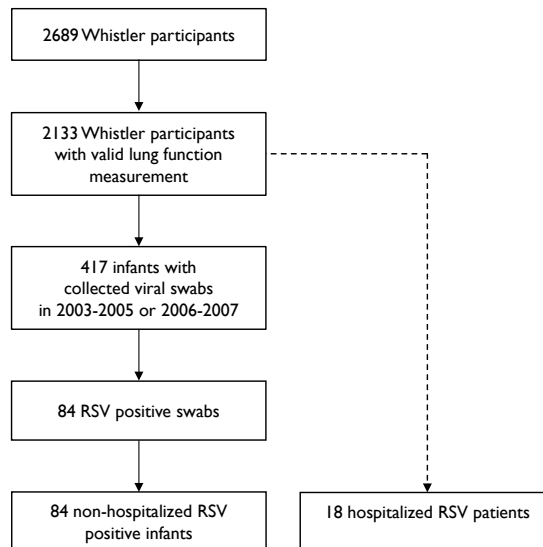 2689 Whistler participants
2133 Whistler participants
with valid lung function
measurement
417 infants with
collected viral swabs
in 2003-2005 or 2006-2007
84 RSV positive swabs
84 non-hospitalized RSV
positive infants
18 hospitalized RSV patients